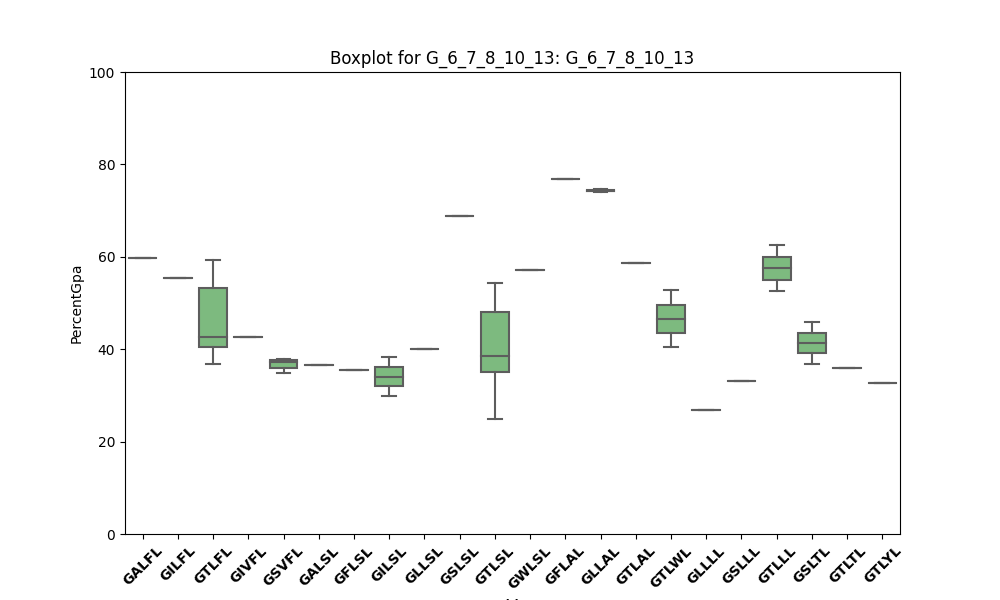 Boxplot for G_6_7_8_10_13: G_6_7_8_10_13
100
80
60
40
20
0
PercentGpa
GALFL GILFL GTLFL GIVFL GSVFL GALSL GFLSL GILSL GLLSL GSLSL GTLSL GWLSL GFLAL GLLAL GTLAL GTLWL GLLLL GSLLL GTLLL GSLTL GTLTL GTLYL